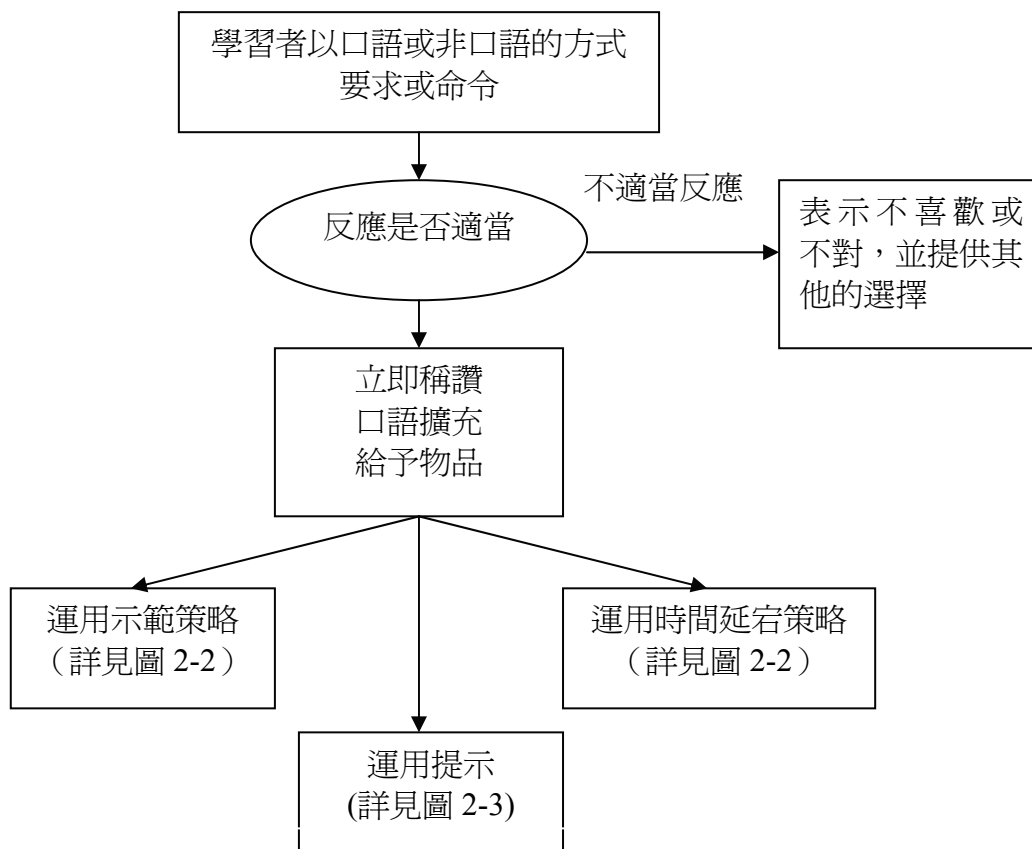 學習者以口語或非口語的方式
要求或命令
反應是否適當
不適當反應
表示不喜歡或
不對，並提供其
他的選擇
立即稱讚
口語擴充
給予物品
運用示範策略
（詳見圖 2-2）
運用時間延宕策略
（詳見圖 2-2）
運用提示
(詳見圖 2-3)